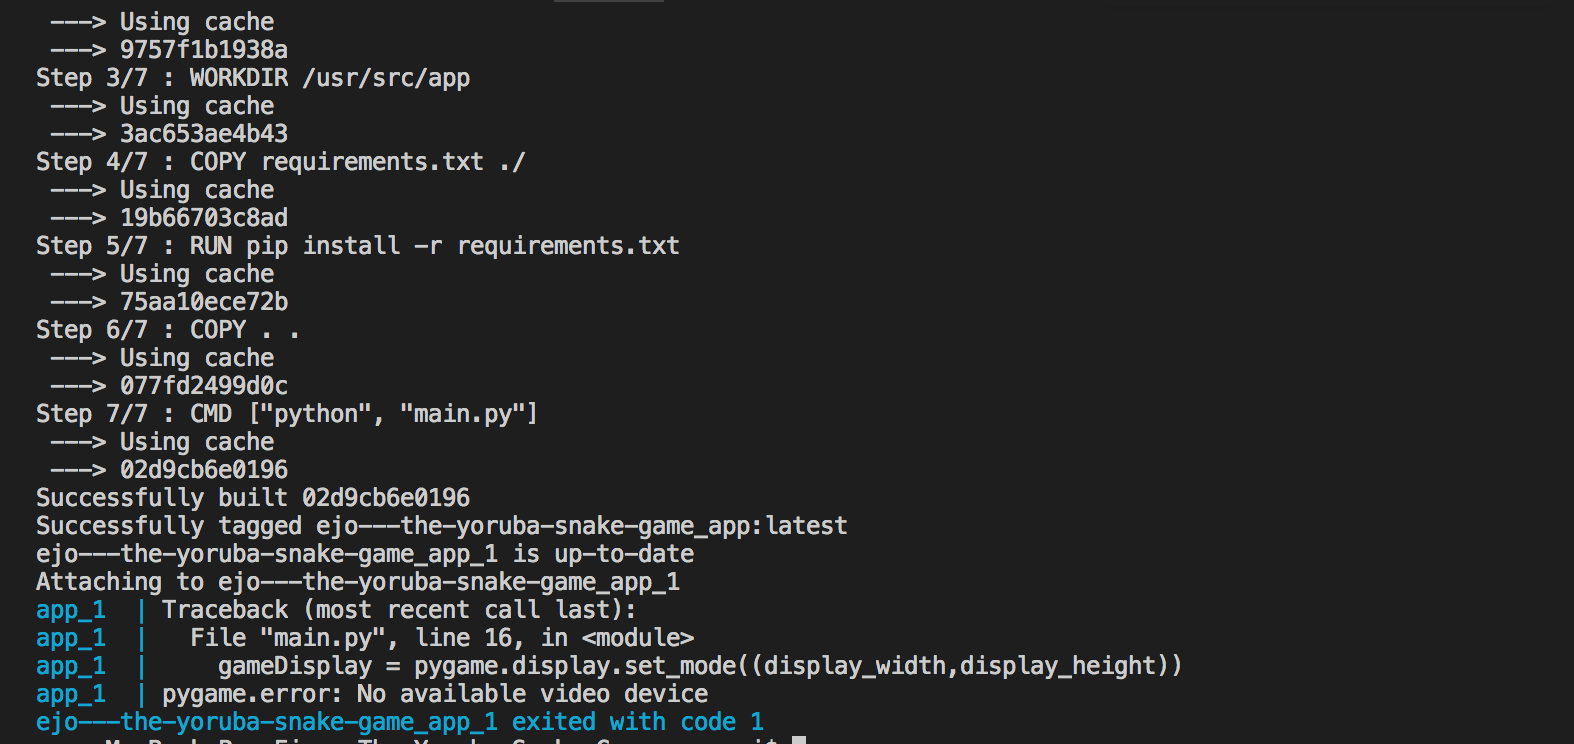 ---> Using cache
---> 9757f1b1938a
Step 3/7 : WORKDIR /usr/src/app
---> Using cache
---> 3ac653ae4b43
Step 4/7 : COPY requirements.txt ./
---> Using cache
---> 19b66703c8ad
Step 5/7 : RUN pip install -r requirements.txt
---> Using cache
---> 75aa10ece72b
Step 6/7 : COPY . .
---> Using cache
---> 077fd2499d0c
Step 7/7 : CMD ["python", "main.py"]
---> Using cache
---> 02d9cb6e0196
Successfully built 02d9cb6e0196
Successfully tagged ejo---the-yoruba-snake-game_app:latest
ejo---the-yoruba-snake-game_app_1 is up-to-date
Attaching to ejo---the-yoruba-snake-game_app_1
app_1  | Traceback (most recent call last):
app_1  |   File "main.py", line 16, in <module>
app_1  |     gameDisplay = pygame.display.set_mode((display_width,display_height))
app_1  | pygame.error: No available video device
ejo---the-yoruba-snake-game_app_1 exited with code 1